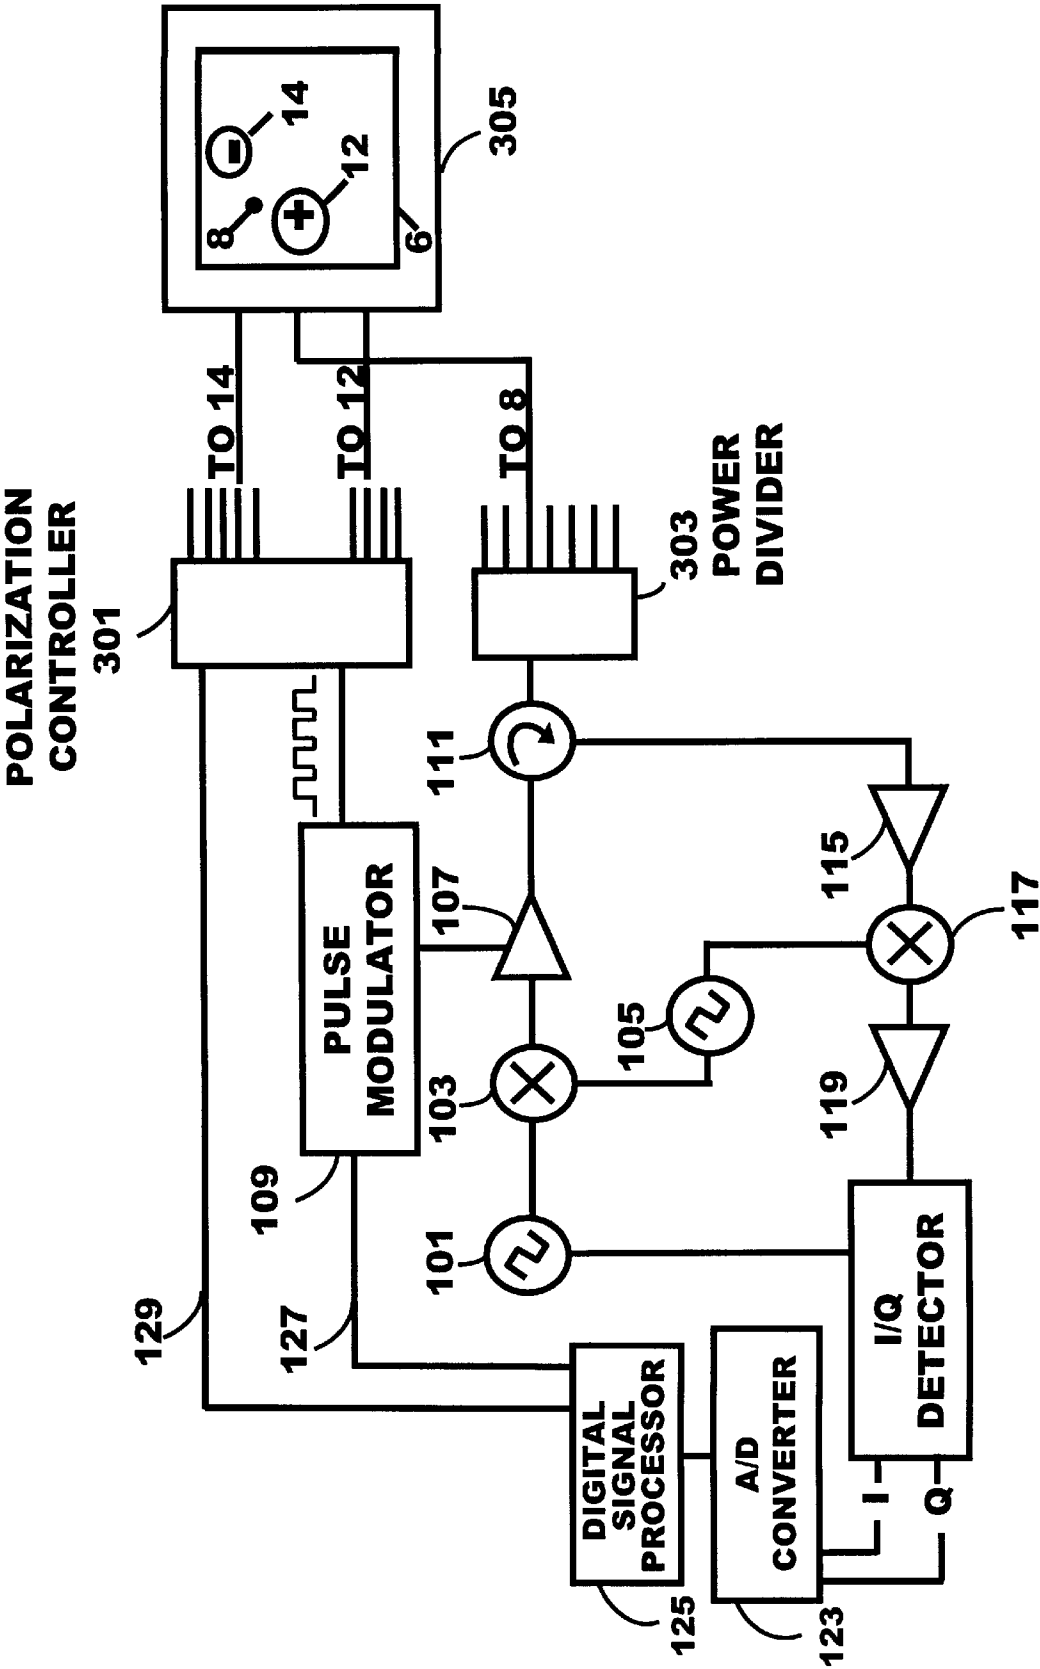 POLARIZATION
CONTROLLER
301
TO 14
TO 12
TO 8
8
14
12
6
305
303
POWER
DIVIDER
129
127
109
PULSE
MODULATOR
107
111
101
103
105
115
117
119
I/Q
DETECTOR
I
Q
DIGITAL
SIGNAL
PROCESSOR
125
A/D
CONVERTER
123